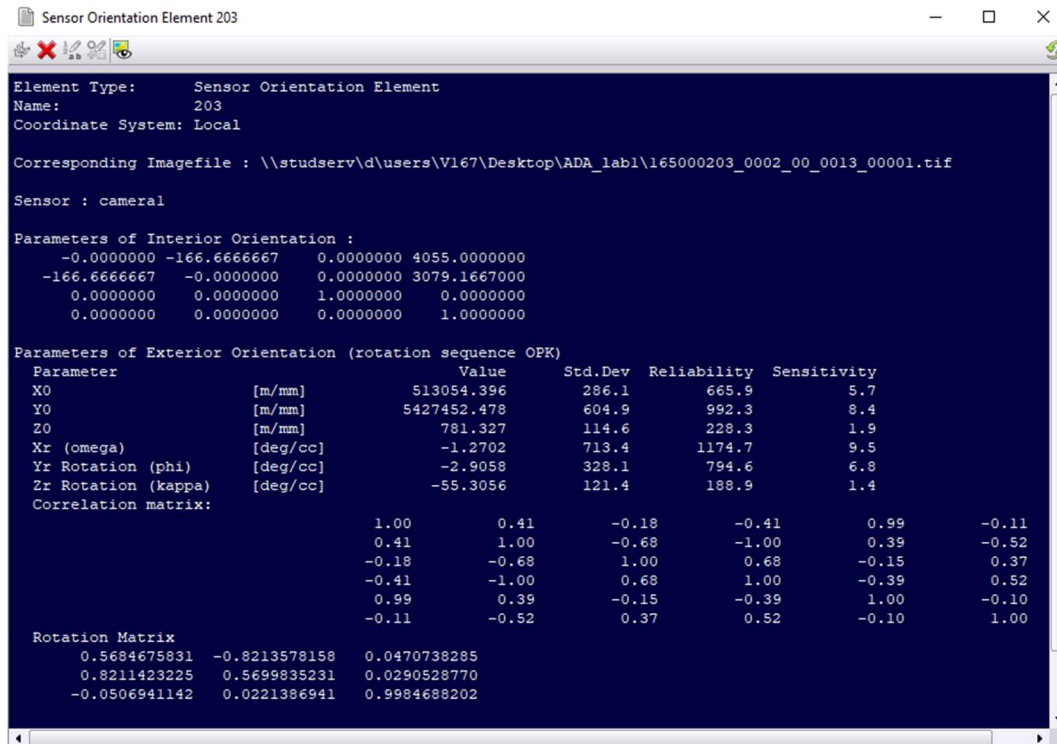 Sensor Orientation Element 203
Element Type: Sensor Orientation Element
Name: 203
Coordinate System: Local
Corresponding Imagefile : \\studserv\d\users\V167\Desktop\ADA_lab1\165000203_0002_00_0013_00001.tif
Sensor : camera1
Parameters of Interior Orientation :
-0.0000000 -166.6666667 0.0000000 4055.0000000
-166.6666667 -0.0000000 0.0000000 3079.1667000
0.0000000 0.0000000 1.0000000 0.0000000
0.0000000 0.0000000 0.0000000 1.0000000
Parameters of Exterior Orientation (rotation sequence OPK)
Parameter Value Std.Dev Reliability Sensitivity
X0 [m/mm] 513054.396 286.1 665.9 5.7
Y0 [m/mm] 5427452.478 604.9 992.3 8.4
Z0 [m/mm] 781.327 114.6 228.3 1.9
Xr (omega) [deg/cc] -1.2702 713.4 1174.7 9.5
Yr Rotation (phi) [deg/cc] -2.9058 328.1 794.6 6.8
Zr Rotation (kappa) [deg/cc] -55.3056 121.4 188.9 1.4
Correlation matrix:
1.00 0.41 -0.18 -0.41 0.99 -0.11
0.41 1.00 -0.68 -1.00 0.39 -0.52
-0.18 -0.68 1.00 0.68 -0.15 0.37
-0.41 -1.00 0.68 1.00 -0.39 0.52
0.99 0.39 -0.15 -0.39 1.00 -0.10
-0.11 -0.52 0.37 0.52 -0.10 1.00
Rotation Matrix
0.5684675831 -0.8213578158 0.0470738285
0.8211423225 0.5699835231 0.0290528770
-0.0506941142 0.0221386941 0.9984688202